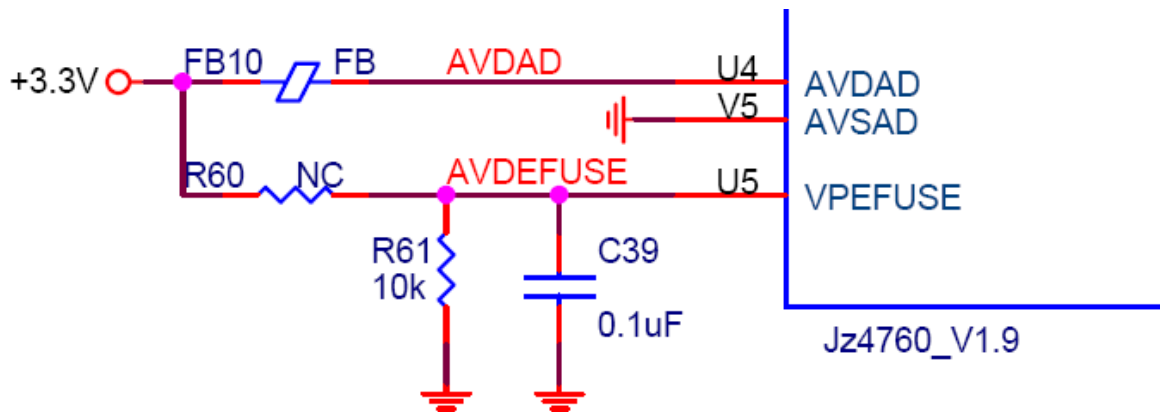 FB10 FB AVDAD U4
+3.3V AVDAD
V5
AVSAD
R60 NC AVDEFUSE U5
VPEFUSE
R61 C39
10k
0.1uF
Jz4760_V1.9